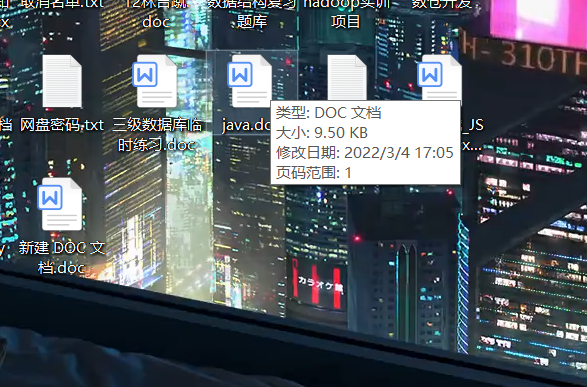 取消名单.txt
12林吾疏
.doc
数据结构复习
题库
hadoop实训
项目
数仓开发
H-310TH
网盘密码.txt
三级数据库临
时练习.doc
java.do
_JS
x...
类型: DOC 文档
大小: 9.50 KB
修改日期: 2022/3/4 17:05
页码范围: 1
新建 DOC 文
档.doc
カラオケ館